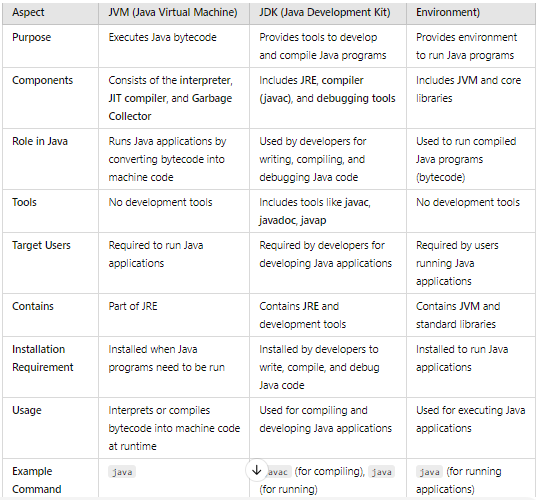 Aspect
JVM (Java Virtual Machine)
JDK (Java Development Kit)
Environment)
Purpose
Executes Java bytecode
Provides tools to develop
and compile Java programs
Provides environment
to run Java programs
Components
Consists of the interpreter,
JIT compiler, and Garbage
Collector
Includes JRE, compiler
(javac), and debugging tools
Includes JVM and core
libraries
Role in Java
Runs Java applications by
converting bytecode into
machine code
Used by developers for
writing, compiling, and
debugging Java code
Used to run compiled
Java programs
(bytecode)
Tools
No development tools
Includes tools like javac,
javadoc, javap
No development tools
Target Users
Required to run Java
applications
Required by developers for
developing Java applications
Required by users
running Java
applications
Contains
Part of JRE
Contains JRE and
development tools
Contains JVM and
standard libraries
Installation
Requirement
Installed when Java
programs need to be run
Installed by developers to
write, compile, and debug
Java code
Installed to run Java
applications
Usage
Interprets or compiles
bytecode into machine code
at runtime
Used for compiling and
developing Java applications
Used for executing Java
applications
Example
Command
java
avac (for compiling), java
(for running)
java (for running
applications)